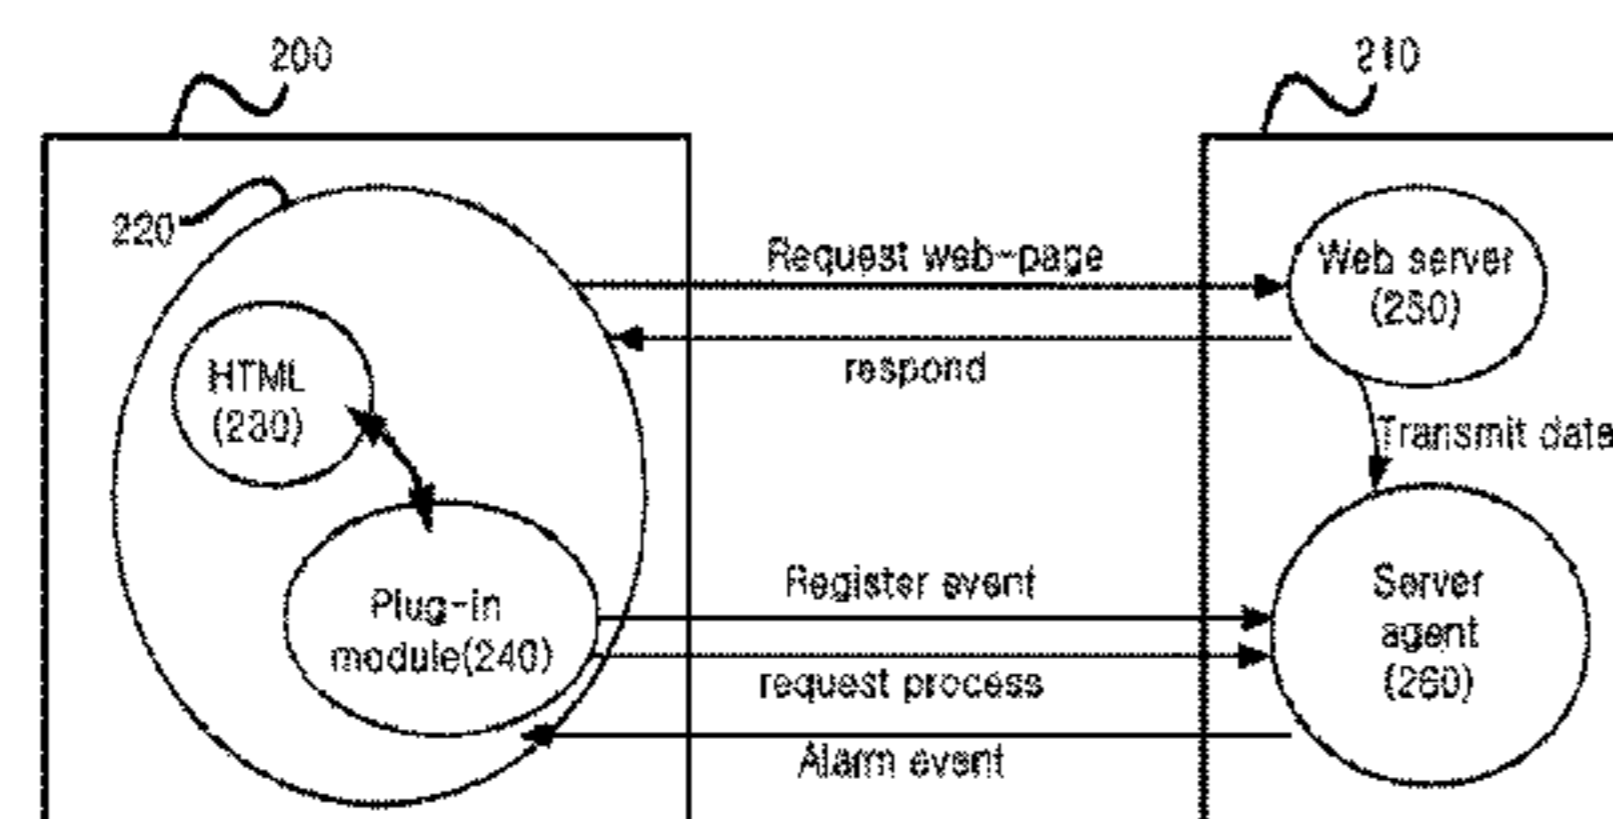 200
210
220
Request web-page
Web server
(250)
respond
HTML
(230)
Transmit date
Register event
Plug-in
module(240)
Server
agent
(260)
request process
Alarm event